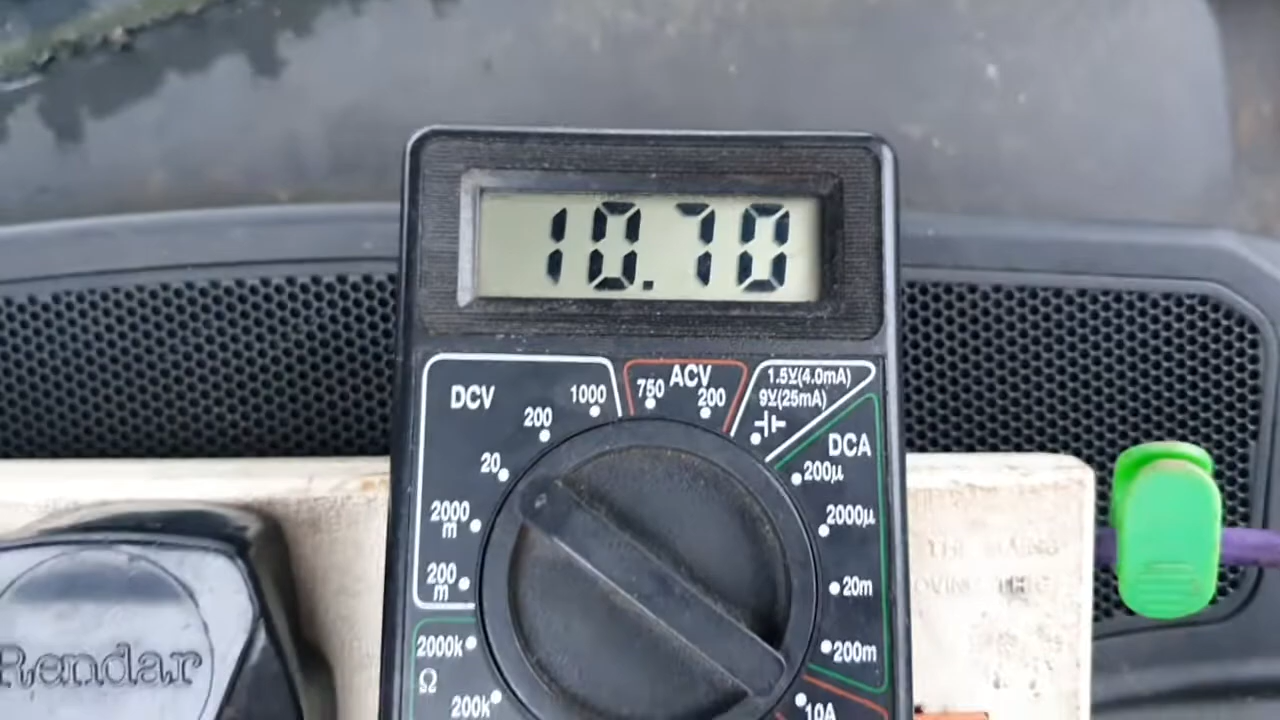 10.70
DCV
1000
200
20
2000
m
200
m
2000k
Ω
200k
750
ACV
200
1.5V(4.0mA)
9V(25mA)
DCA
200µ
2000µ
20m
200m
10A
Rendar